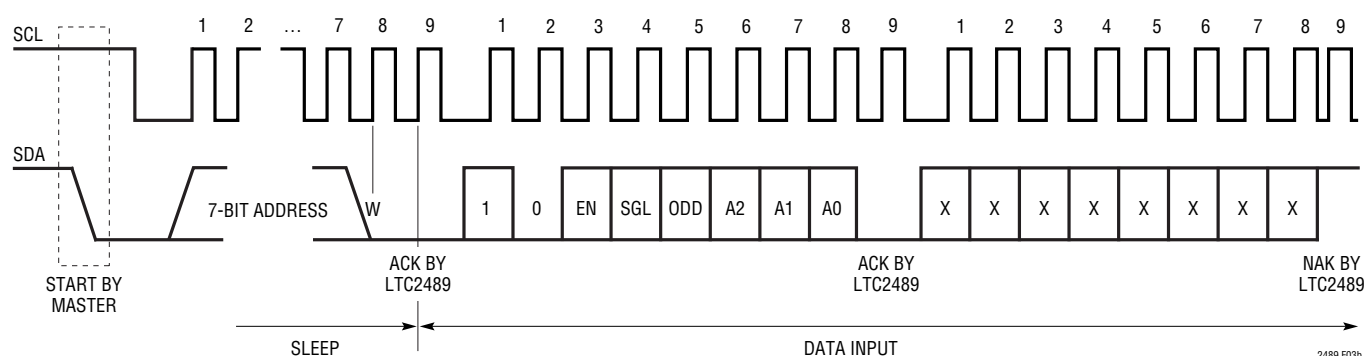 SCL 1 2 … 7 8 9 1 2 3 4 5 6 7 8 9 1 2 3 4 5 6 7 8 9
SDA
7-BIT ADDRESS W 1 0 EN SGL ODD A2 A1 A0 X X X X X X X X
START BY
MASTER
ACK BY
LTC2489
ACK BY
LTC2489
NAK BY
LTC2489
SLEEP DATA INPUT
2489 F03b